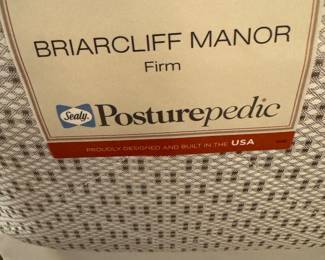 BRIARCLIFF MANOR
Firm
Sealy. Posturepedic
PROUDLY DESIGNED AND BUILT IN THE USA